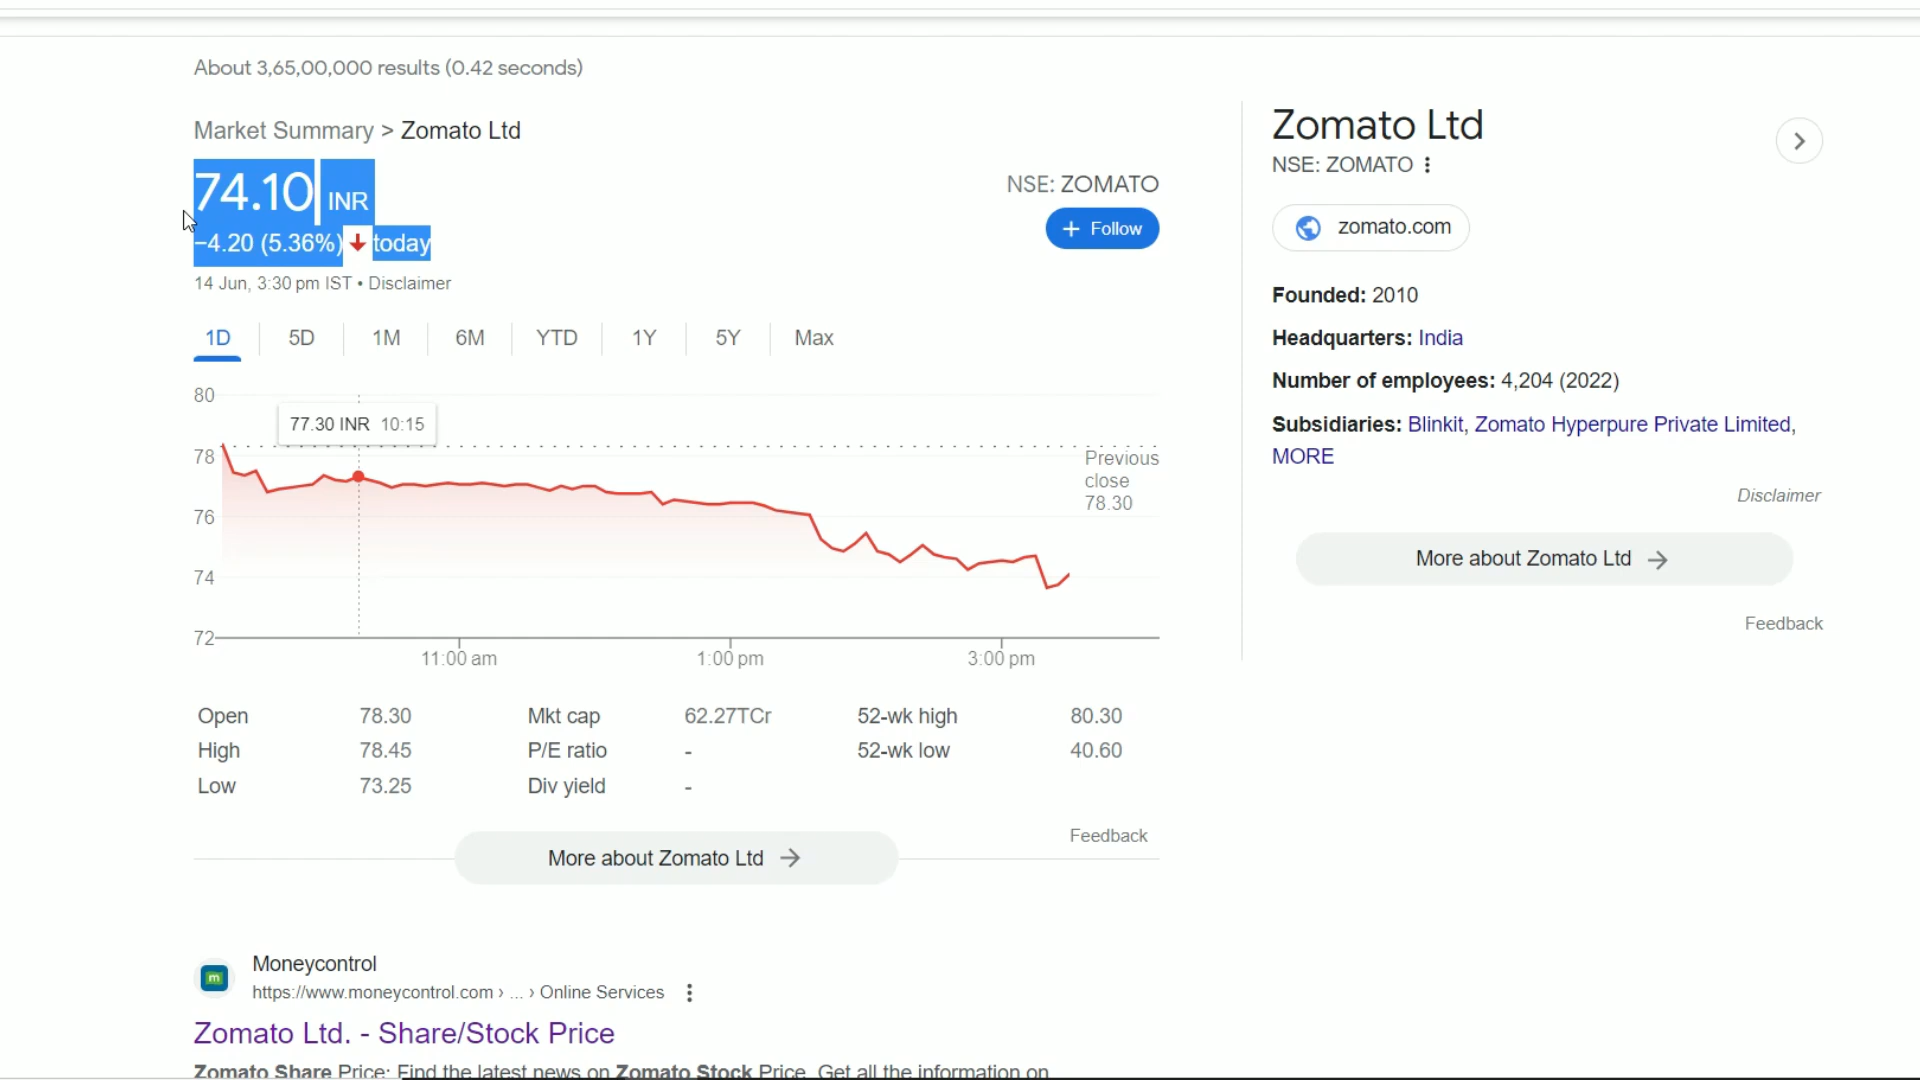 About 3,65,00,000 results (0.42 seconds)
Market Summary > Zomato Ltd
74.10 INR
−4.20 (5.36%) today
14 Jun, 3:30 pm IST • Disclaimer
NSE: ZOMATO
+ Follow
1D 5D 1M 6M YTD 1Y 5Y Max
80
77.30 INR 10:15
78
Previous
close
78.30
76
74
72
11:00 am 1:00 pm 3:00 pm
Open 78.30 Mkt cap 62.27TCr 52-wk high 80.30
High 78.45 P/E ratio - 52-wk low 40.60
Low 73.25 Div yield -
Feedback
More about Zomato Ltd →
Moneycontrol
https://www.moneycontrol.com › ... › Online Services
Zomato Ltd. - Share/Stock Price
Zomato Share Price: Find the latest news on Zomato Stock Price. Get all the information on
Zomato Ltd
NSE: ZOMATO
zomato.com
Founded: 2010
Headquarters: India
Number of employees: 4,204 (2022)
Subsidiaries: Blinkit, Zomato Hyperpure Private Limited,
MORE
Disclaimer
More about Zomato Ltd →
Feedback